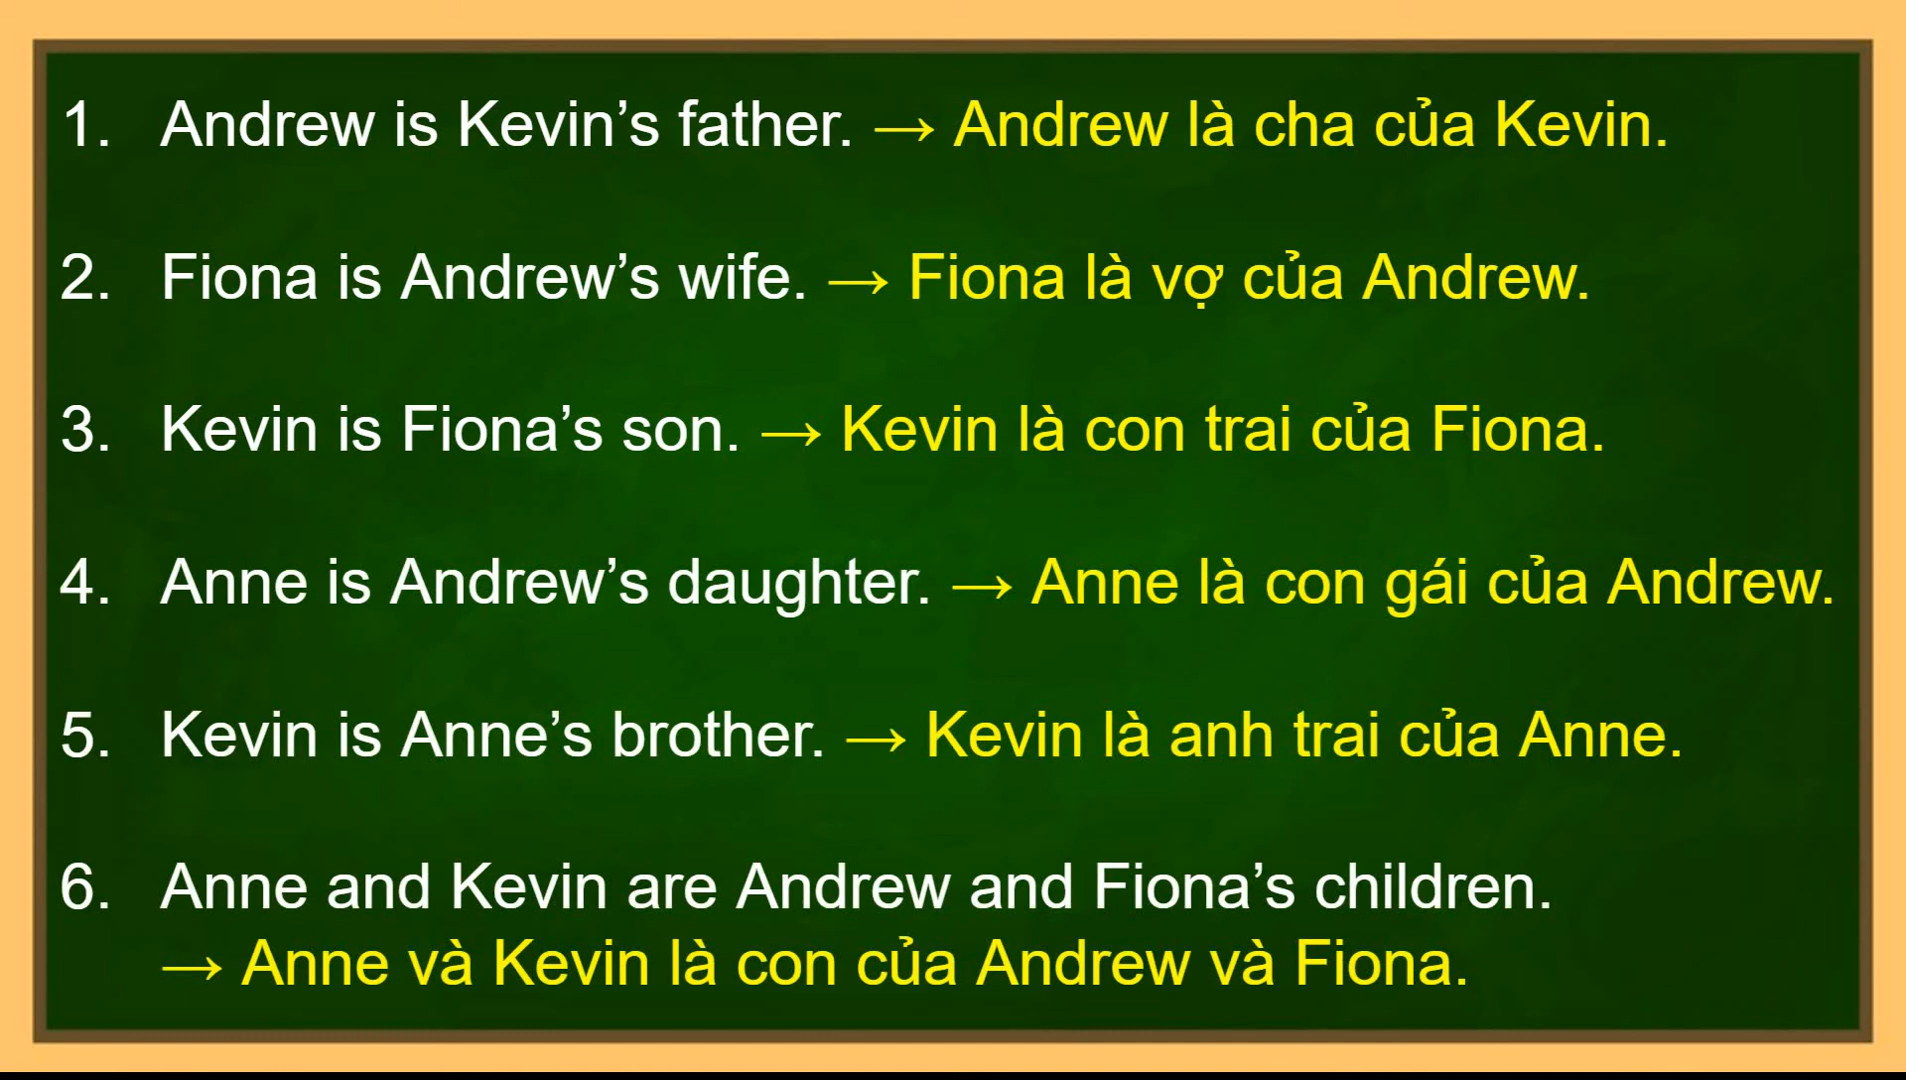 1. Andrew is Kevin’s father. → Andrew là cha của Kevin.
2. Fiona is Andrew’s wife. → Fiona là vợ của Andrew.
3. Kevin is Fiona’s son. → Kevin là con trai của Fiona.
4. Anne is Andrew’s daughter. → Anne là con gái của Andrew.
5. Kevin is Anne’s brother. → Kevin là anh trai của Anne.
6. Anne and Kevin are Andrew and Fiona’s children.
→ Anne và Kevin là con của Andrew và Fiona.